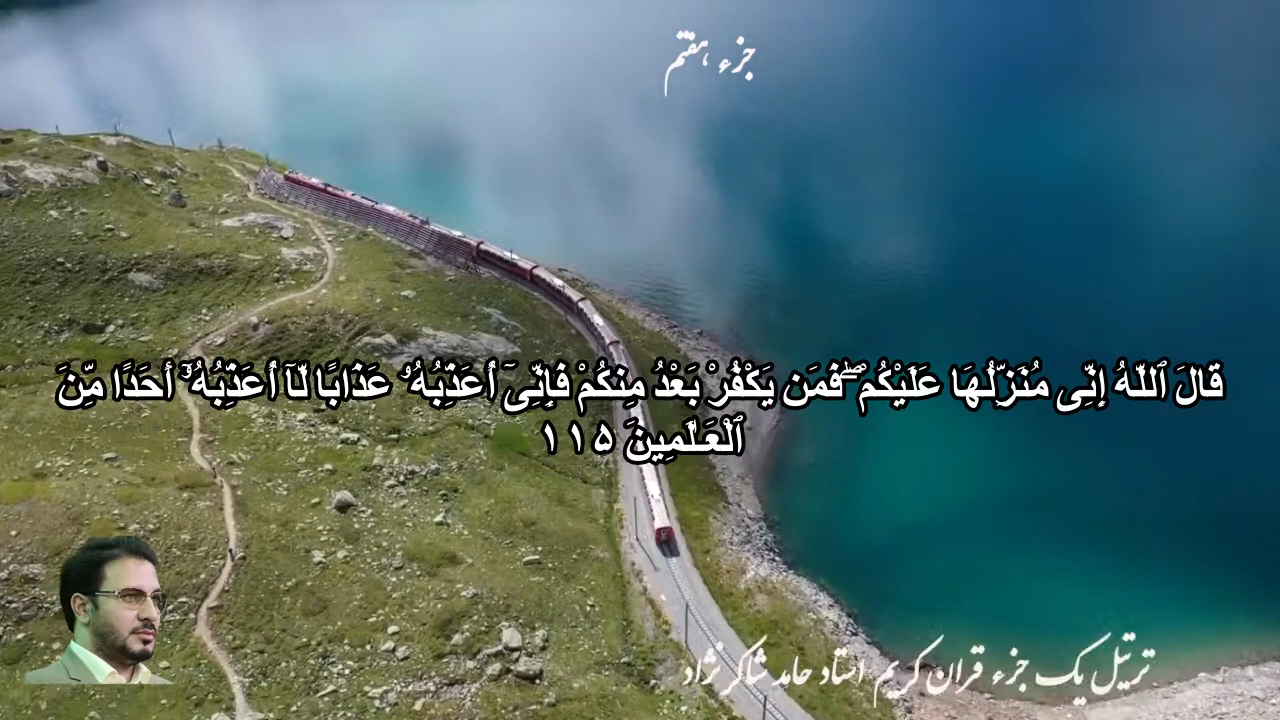 جزء هفتم
قَالَ ٱللَّهُ إِنِّى مُنَزِّلُهَا عَلَيْكُمْ ۖ فَمَن يَكْفُرْ بَعْدُ مِنكُمْ فَإِنِّىٓ أُعَذِّبُهُۥ عَذَابًا لَّآ أُعَذِّبُهُۥٓ أَحَدًا مِّنَ
ٱلْعَـٰلَمِينَ ١١٥
ترتیل یک جزء قران کریم استاد حامد شاکر نژاد